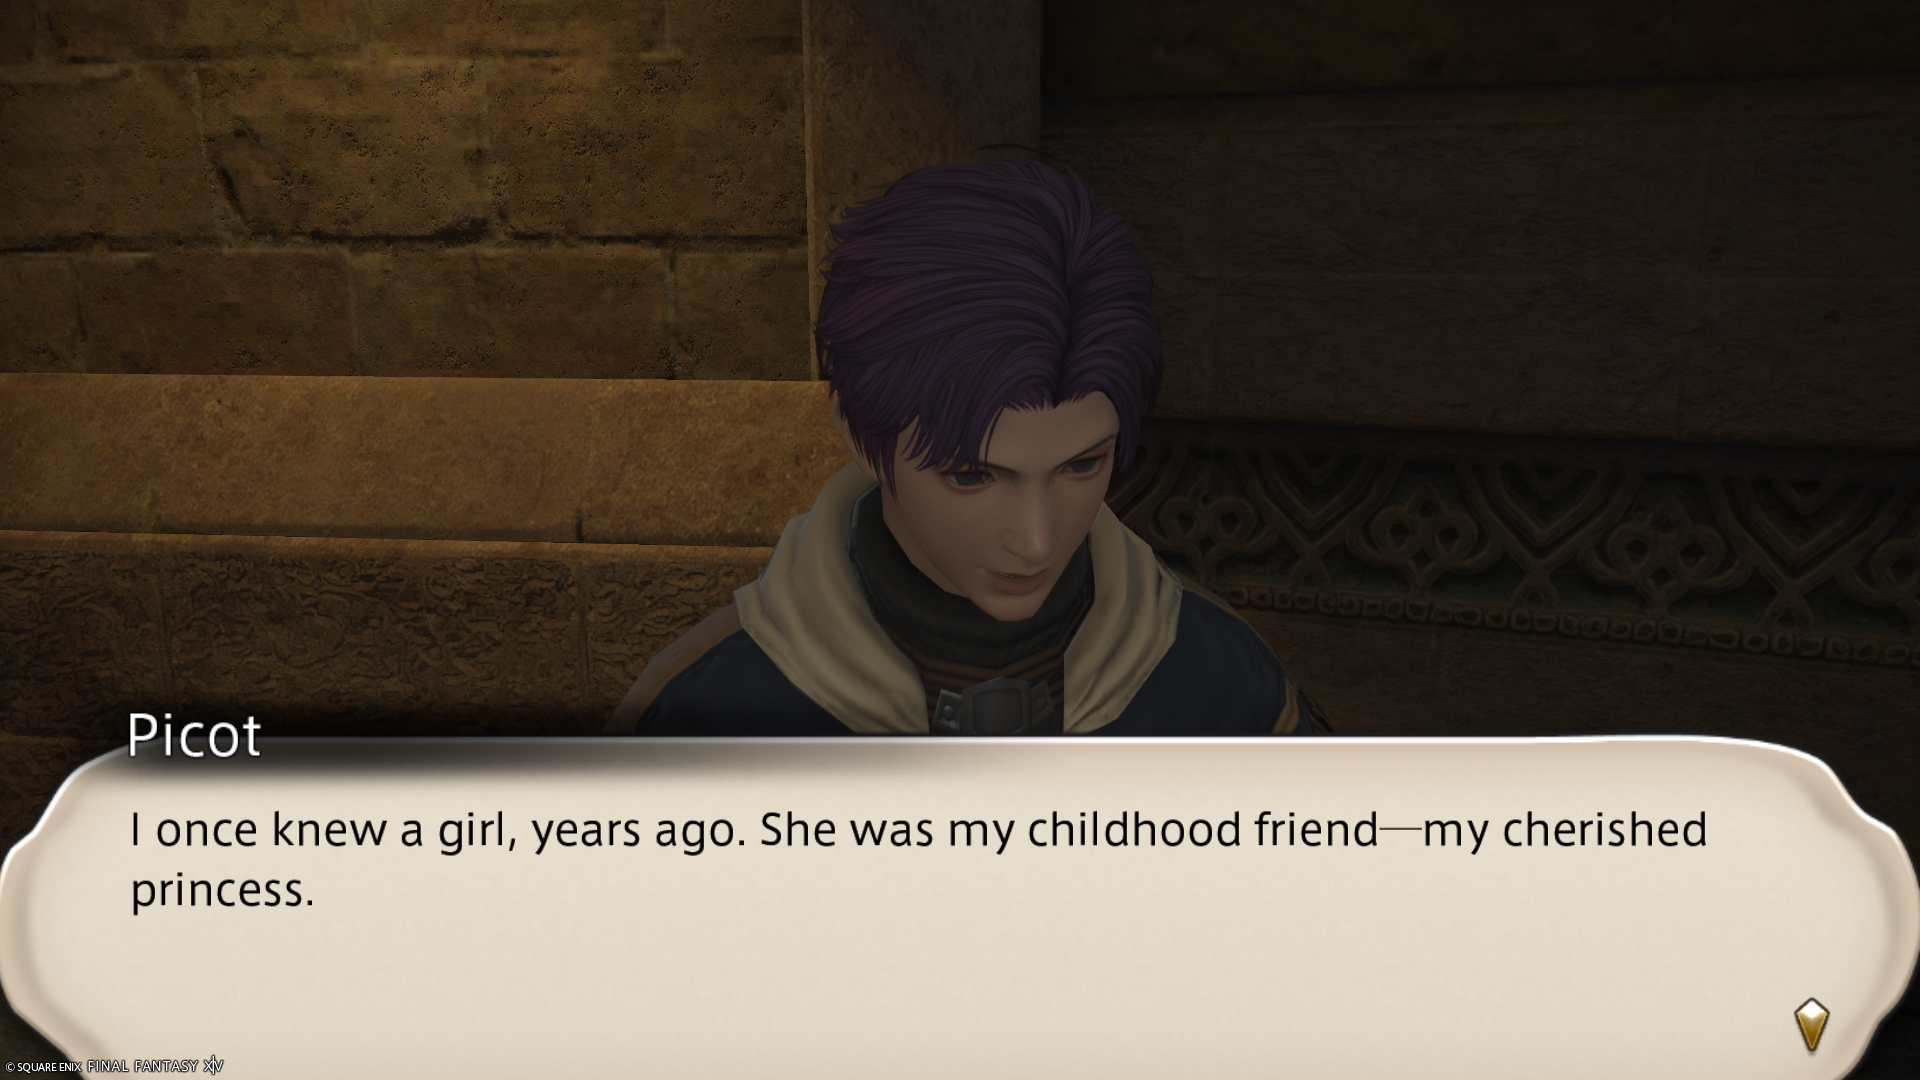 Picot
I once knew a girl, years ago. She was my childhood friend—my cherished
princess.
© SQUARE ENIX FINAL FANTASY XIV